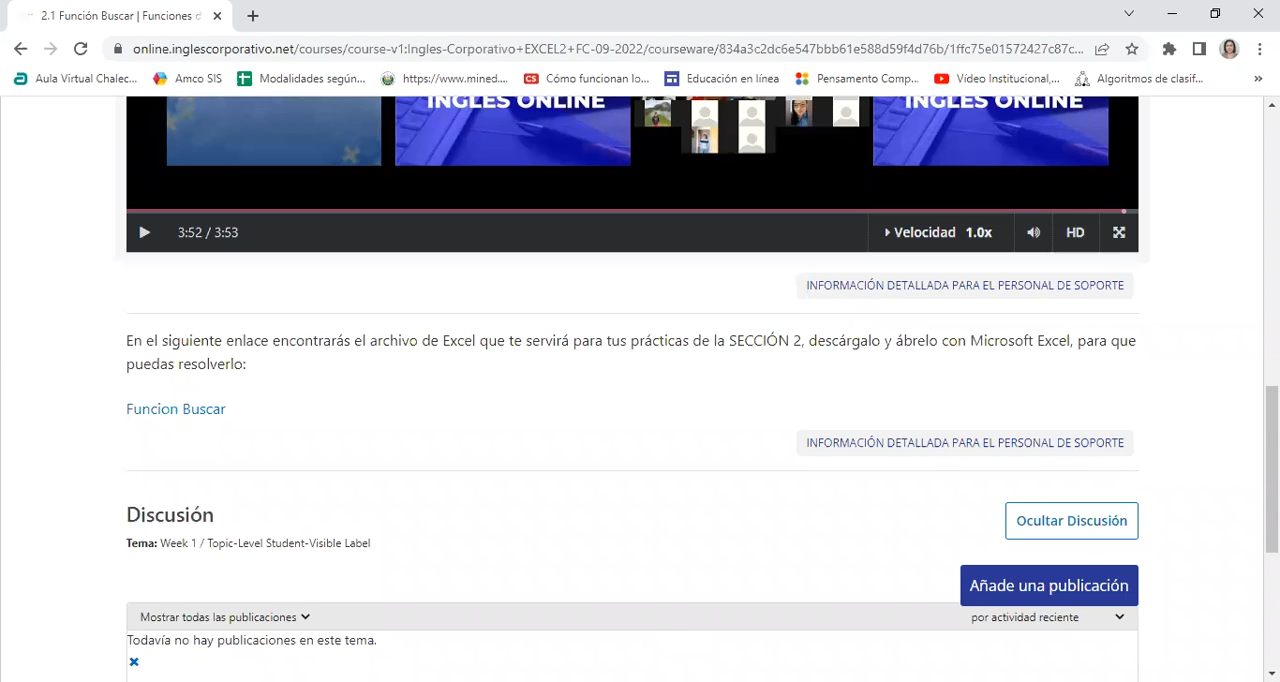 2.1 Función Buscar | Funciones d
online.inglescorporativo.net/courses/course-v1:Ingles-Corporativo+EXCEL2+FC-09-2022/courseware/834a3c2dc6e547bbb61e588d59f4d76b/1ffc75e01572427c87c...
Aula Virtual Chalec... Amco SIS Modalidades según... https://www.mined.... CS Cómo funcionan lo... Educación en línea Pensamento Comp... Vídeo Institucional,... Algoritmos de clasif... »
INGLES ONLINE INGLES ONLINE
3:52 / 3:53 Velocidad 1.0x HD
INFORMACIÓN DETALLADA PARA EL PERSONAL DE SOPORTE
En el siguiente enlace encontrarás el archivo de Excel que te servirá para tus prácticas de la SECCIÓN 2, descárgalo y ábrelo con Microsoft Excel, para que
puedas resolverlo:
Funcion Buscar
INFORMACIÓN DETALLADA PARA EL PERSONAL DE SOPORTE
Discusión
Ocultar Discusión
Tema: Week 1 / Topic-Level Student-Visible Label
Añade una publicación
Mostrar todas las publicaciones por actividad reciente
Todavía no hay publicaciones en este tema.